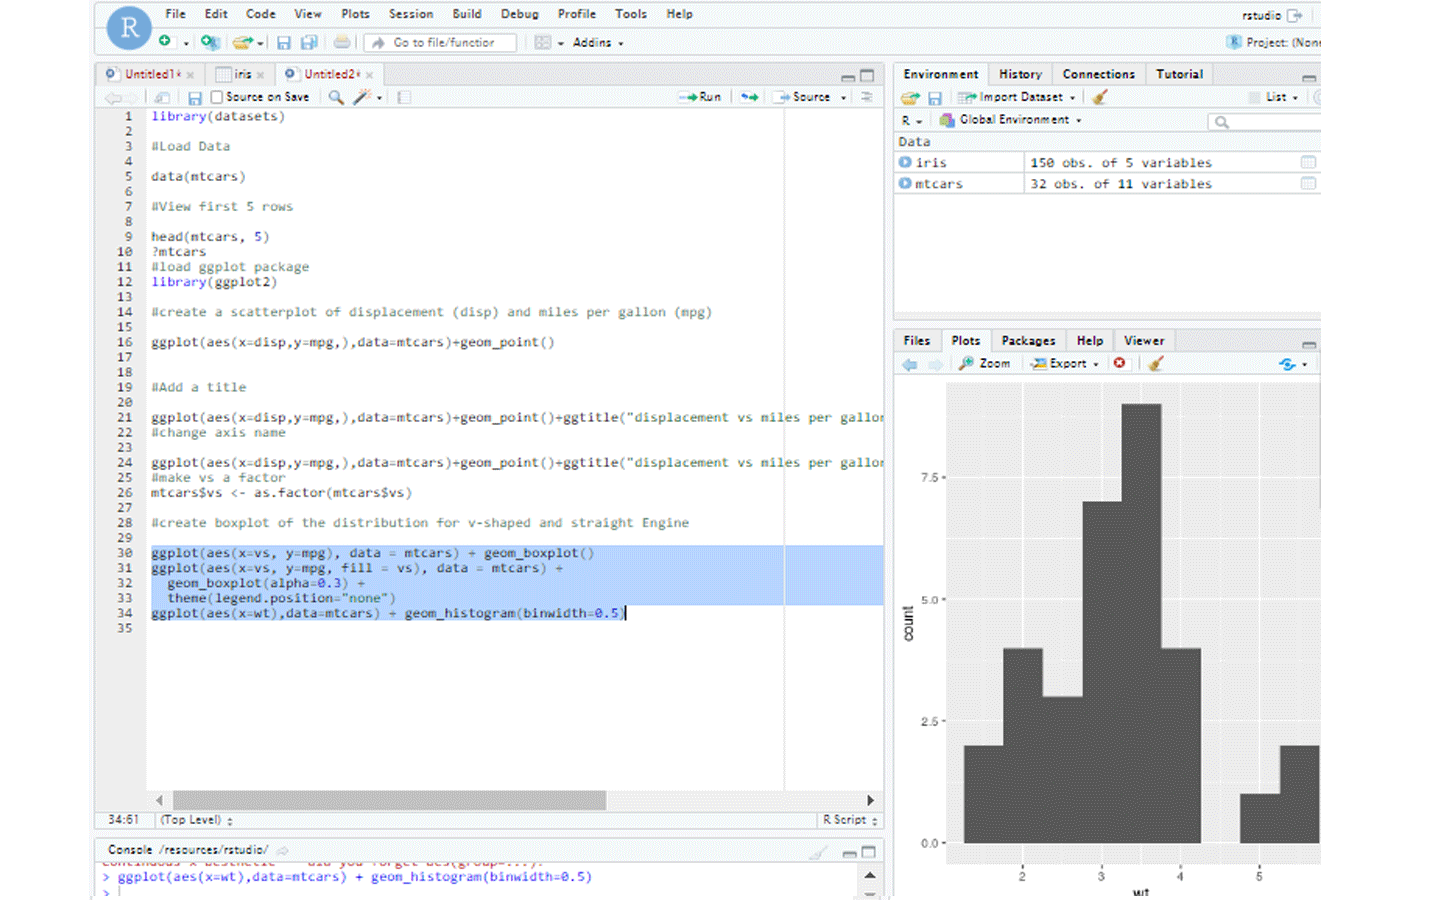 R File Edit Code View Plots Session Build Debug Profile Tools Help
rstudio
Go to file/function Addins
R Project: (Non
Untitled1* iris Untitled2*
Source on Save Run Source
1 library(datasets)
2
3 #Load Data
4
5 data(mtcars)
6
7 #View first 5 rows
8
9 head(mtcars, 5)
10 ?mtcars
11 #load ggplot package
12 library(ggplot2)
13
14 #create a scatterplot of displacement (disp) and miles per gallon (mpg)
15
16 ggplot(aes(x=disp,y=mpg,),data=mtcars)+geom_point()
17
18
19 #Add a title
20
21 ggplot(aes(x=disp,y=mpg,),data=mtcars)+geom_point()+ggtitle("displacement vs miles per gallon
22 #change axis name
23
24 ggplot(aes(x=disp,y=mpg,),data=mtcars)+geom_point()+ggtitle("displacement vs miles per gallon
25 #make vs a factor
26 mtcars$vs <- as.factor(mtcars$vs)
27
28 #create boxplot of the distribution for v-shaped and straight Engine
29
30 ggplot(aes(x=vs, y=mpg), data = mtcars) + geom_boxplot()
31 ggplot(aes(x=vs, y=mpg, fill = vs), data = mtcars) +
32 geom_boxplot(alpha=0.3) +
33 theme(legend.position="none")
34 ggplot(aes(x=wt),data=mtcars) + geom_histogram(binwidth=0.5)
35
34:61 (Top Level) R Script
Console /resources/rstudio/
continuous x aesthetic -- did you forget aes(group=...)?
> ggplot(aes(x=wt),data=mtcars) + geom_histogram(binwidth=0.5)
>
Environment History Connections Tutorial
Import Dataset List
R Global Environment
Data
iris 150 obs. of 5 variables
mtcars 32 obs. of 11 variables
Files Plots Packages Help Viewer
Zoom Export
7.5
5.0
2.5
0.0
count
2 3 4 5
wt